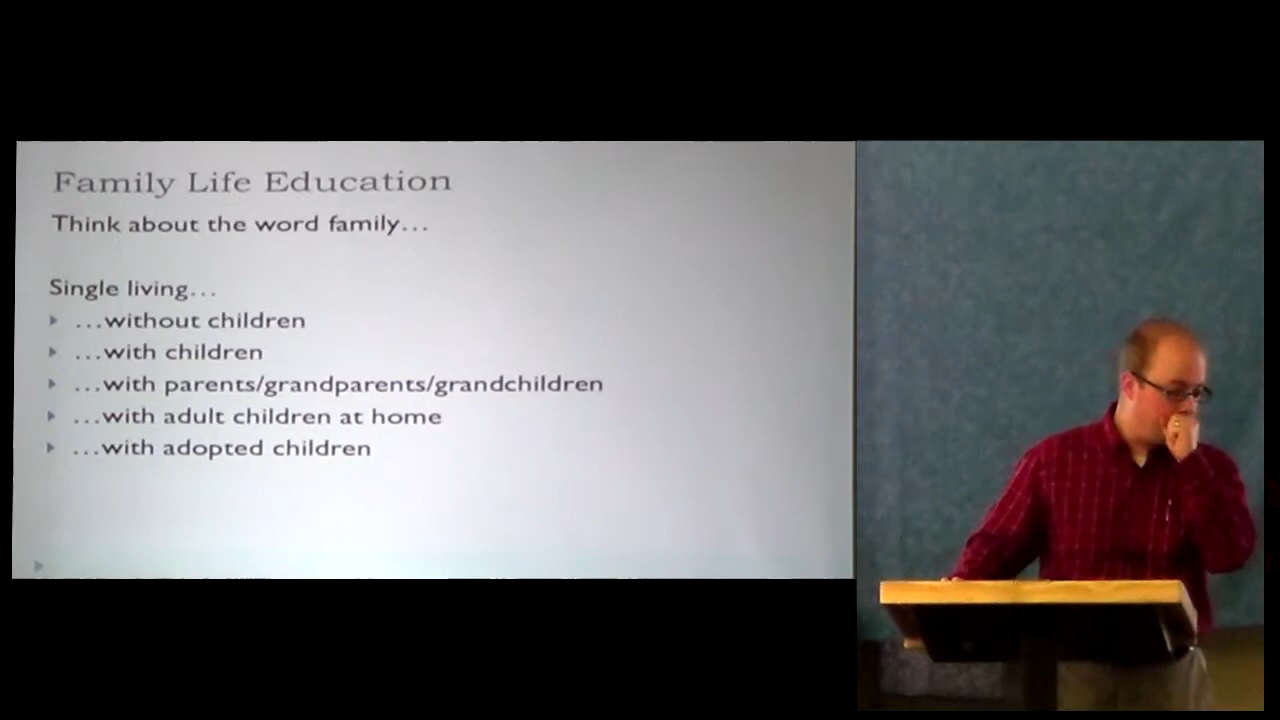 Family Life Education
Think about the word family...
Single living...
...without children
...with children
...with parents/grandparents/grandchildren
...with adult children at home
...with adopted children